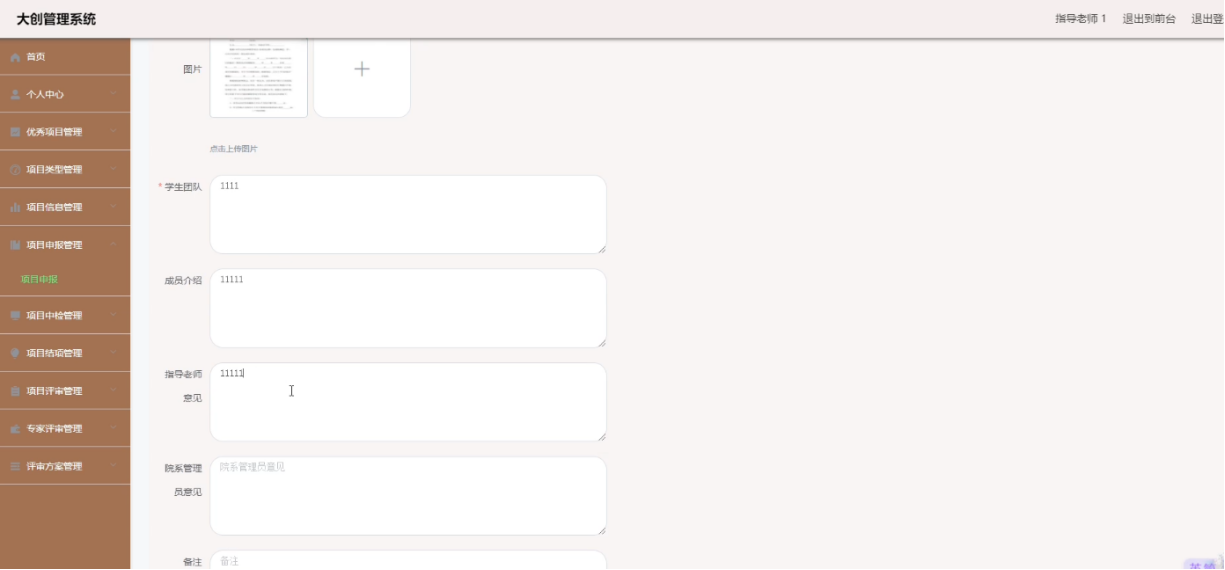 大创管理系统
指导老师 1 退出到前台 退出登
首页
个人中心
优秀项目管理
项目类型管理
项目信息管理
项目申报管理
项目申报
项目中检管理
项目结项管理
项目评审管理
专家评审管理
评审方案管理
图片
点击上传图片
* 学生团队
1111
成员介绍
11111
指导老师
意见
11111
院系管理
员意见
院系管理员意见
备注
备注